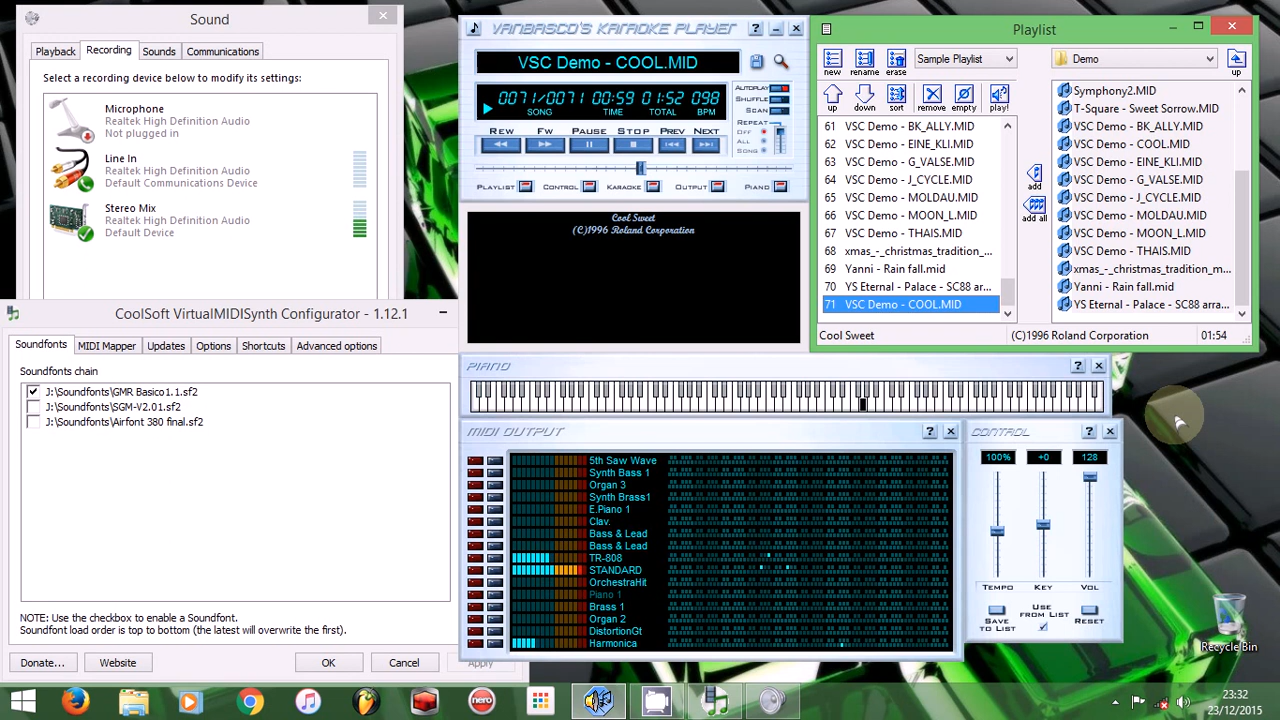 Sound
Playback Recording Sounds Communications
Select a recording device below to modify its settings:
Microphone
Realtek High Definition Audio
Not plugged in
Line In
Realtek High Definition Audio
Default Communications Device
Stereo Mix
Realtek High Definition Audio
Default Device
CoolSoft Configurator - 1.12.1
Soundfonts MIDI Mapper Updates Options Shortcuts Advanced options
Soundfonts chain
J:\Soundfonts\GMR Basico1.1.sf2
J:\Soundfonts\SGM-V2.01.sf2
J:\Soundfonts\Airfont 380 final.sf2
Soundfont load order is top to bottom (the lastest will overwrite the first).
Donate... Website OK Cancel Apply
VANBASCO'S KARAOKE PLAYER
VSC Demo - COOL.MID
0071/0071 00:59 01:52 098
SONG TIME TOTAL BPM
AUTOPLAY
SHUFFLE
SCAN
REPEAT
OFF
ALL
SONG
REW FW PAUSE STOP PREV NEXT
PLAYLIST CONTROL KARAOKE OUTPUT PIANO
Cool Sweet
(C)1996 Roland Corporation
Playlist
new rename erase Sample Playlist
up down sort remove empty play!
61 VSC Demo - BK_ALLY.MID
62 VSC Demo - EINE_KLI.MID
63 VSC Demo - G_VALSE.MID
64 VSC Demo - J_CYCLE.MID
65 VSC Demo - MOLDAU.MID
66 VSC Demo - MOON_L.MID
67 VSC Demo - THAIS.MID
68 xmas_-_christmas_tradition_...
69 Yanni - Rain fall.mid
70 YS Eternal - Palace - SC88 arr...
71 VSC Demo - COOL.MID
add
add all
Demo up
Symphony2.MID
VSC Demo - BK_ALLY.MID
VSC Demo - COOL.MID
VSC Demo - EINE_KLI.MID
VSC Demo - G_VALSE.MID
VSC Demo - J_CYCLE.MID
VSC Demo - MOLDAU.MID
VSC Demo - MOON_L.MID
VSC Demo - THAIS.MID
xmas_-_christmas_tradition_m...
Yanni - Rain fall.mid
YS Eternal - Palace - SC88 arra...
Cool Sweet (C)1996 Roland Corporation 01:54
PIANO
MIDI OUTPUT
5th Saw Wave
Synth Bass 1
Organ 3
Synth Brass1
E.Piano 1
Clav.
Bass & Lead
Bass & Lead
TR-808
STANDARD
OrchestraHit
Piano 1
Brass 1
Organ 2
DistortionGt
Harmonica
CONTROL
100% +0 128
TEMPO KEY VOL
SAVE TO LIST USE FROM LIST RESET
Recycle Bin
nero
23:32
23/12/2015